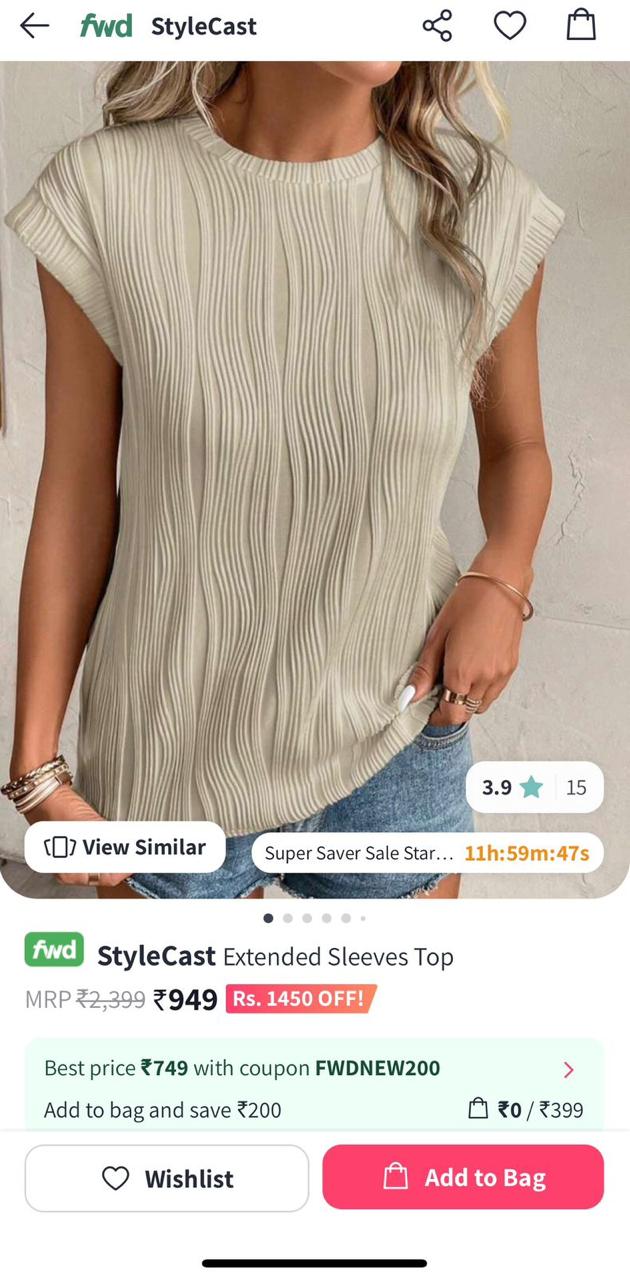 fwd StyleCast
3.9 15
View Similar
Super Saver Sale Star... 11h:59m:47s
fwd StyleCast Extended Sleeves Top
MRP ₹2,399 ₹949 Rs. 1450 OFF!
Best price ₹749 with coupon FWDNEW200
Add to bag and save ₹200 ₹0 / ₹399
Wishlist Add to Bag